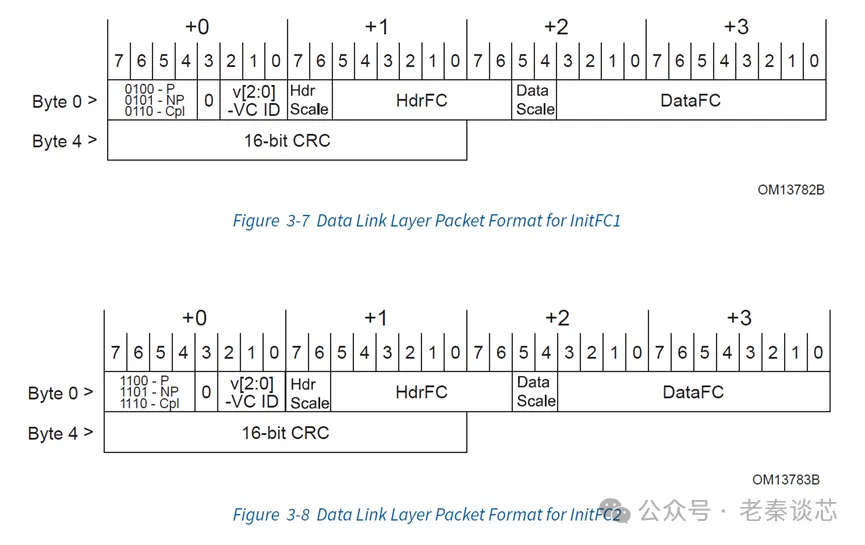 +0 +1 +2 +3
7 6 5 4 3 2 1 0 7 6 5 4 3 2 1 0 7 6 5 4 3 2 1 0 7 6 5 4 3 2 1 0
Byte 0 >
0100 - P
0101 - NP
0110 - Cpl
0
v[2:0]
-VC ID
Hdr
Scale
HdrFC
Data
Scale
DataFC
Byte 4 >
16-bit CRC
OM13782B
Figure 3-7 Data Link Layer Packet Format for InitFC1
+0 +1 +2 +3
7 6 5 4 3 2 1 0 7 6 5 4 3 2 1 0 7 6 5 4 3 2 1 0 7 6 5 4 3 2 1 0
Byte 0 >
1100 - P
1101 - NP
1110 - Cpl
0
v[2:0]
-VC ID
Hdr
Scale
HdrFC
Data
Scale
DataFC
Byte 4 >
16-bit CRC
OM13783B
Figure 3-8 Data Link Layer Packet Format for InitFC2
公众号 · 老秦谈芯